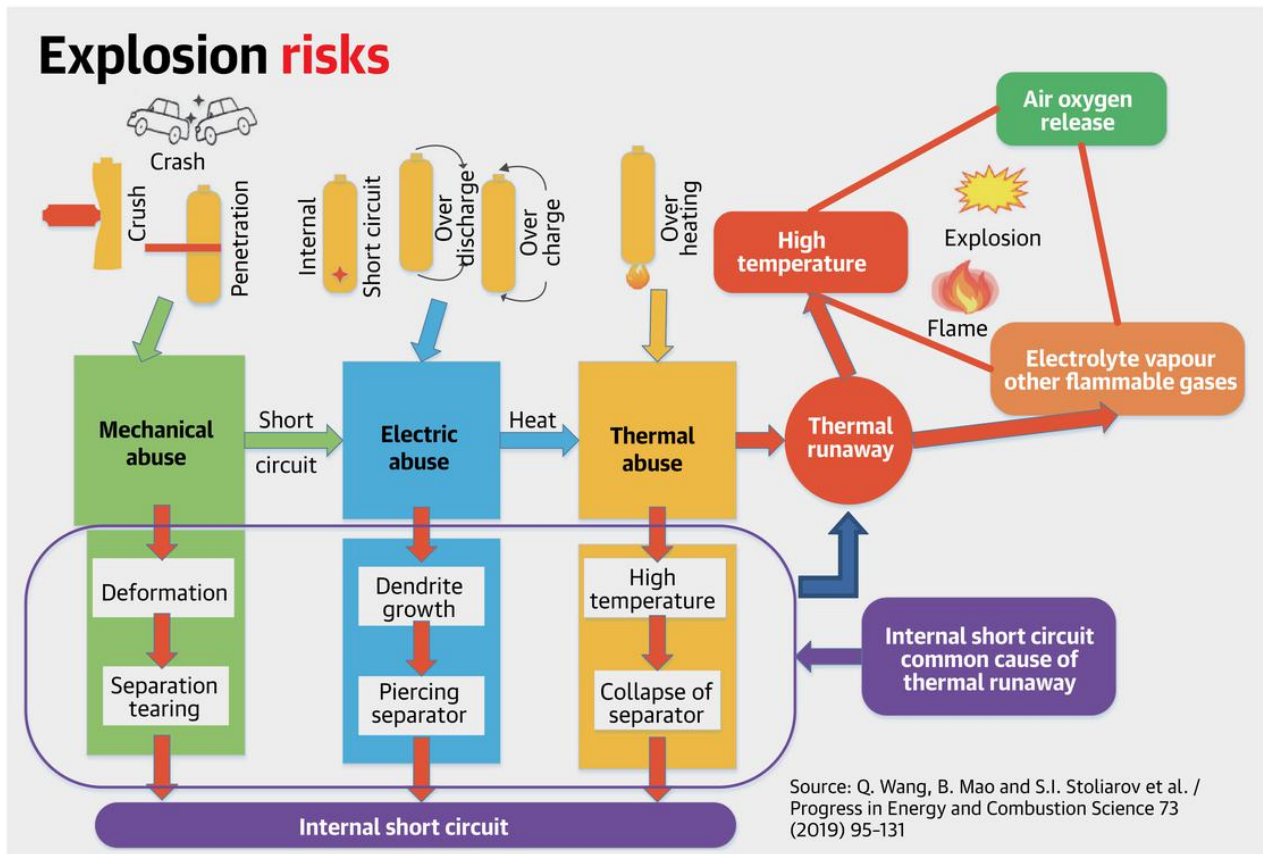 Explosion risks
Crash
Crush
Penetration
Internal
Short circuit
Over
discharge
Over
charge
Over
heating
Air oxygen
release
High
temperature
Explosion
Flame
Electrolyte vapour
other flammable gases
Mechanical
abuse
Short
circuit
Electric
abuse
Heat
Thermal
abuse
Thermal
runaway
Deformation
Separation
tearing
Dendrite
growth
Piercing
separator
High
temperature
Collapse of
separator
Internal short circuit
common cause of
thermal runaway
Internal short circuit
Source: Q. Wang, B. Mao and S.I. Stoliarov et al. /
Progress in Energy and Combustion Science 73
(2019) 95-131